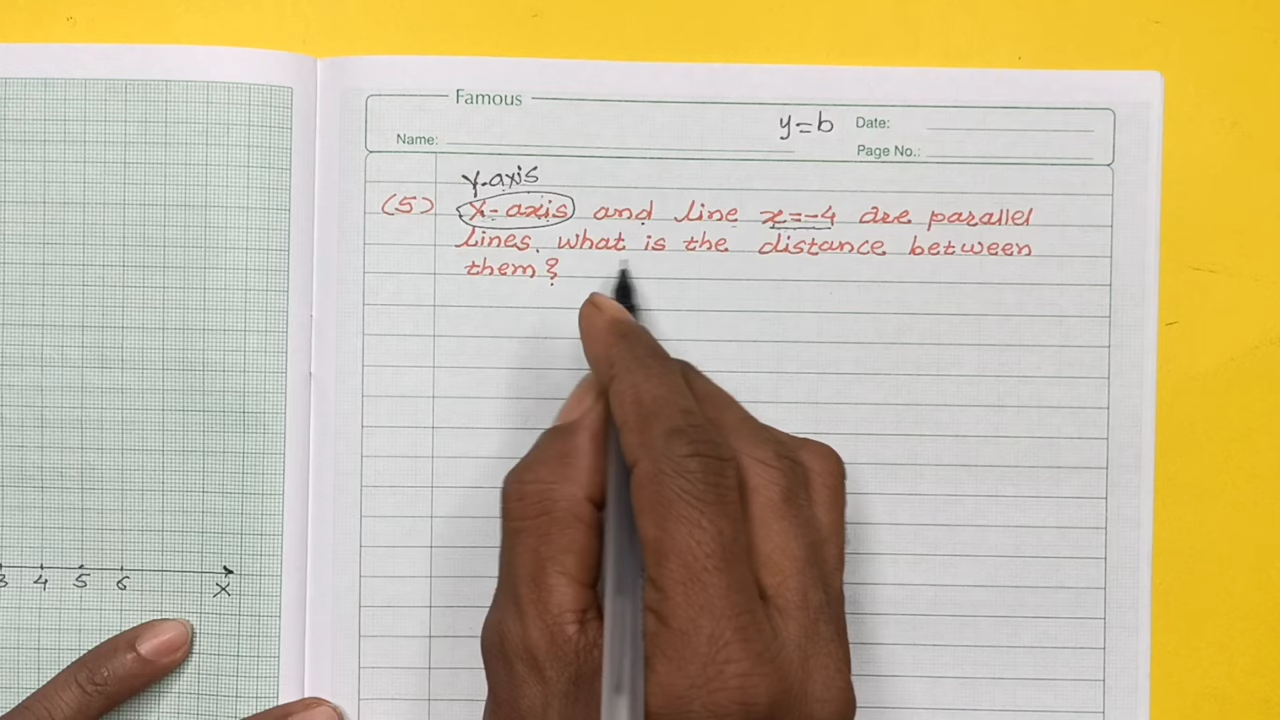 Famous
y=b
Date:
Name:
Page No.:
Y-axis
(5) X-axis and line x=-4 are parallel
lines. What is the distance between
them?
3 4 5 6 X